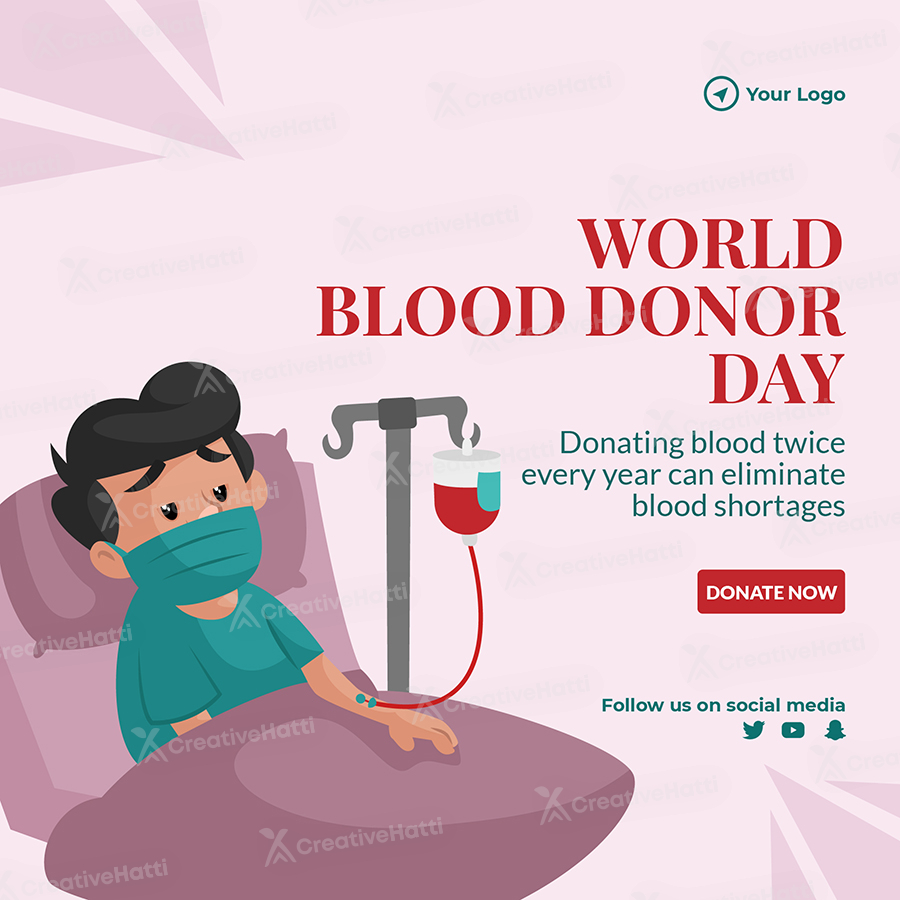 Your Logo
WORLD
BLOOD DONOR
DAY
Donating blood twice
every year can eliminate
blood shortages
DONATE NOW
Follow us on social media
CreativeHatti